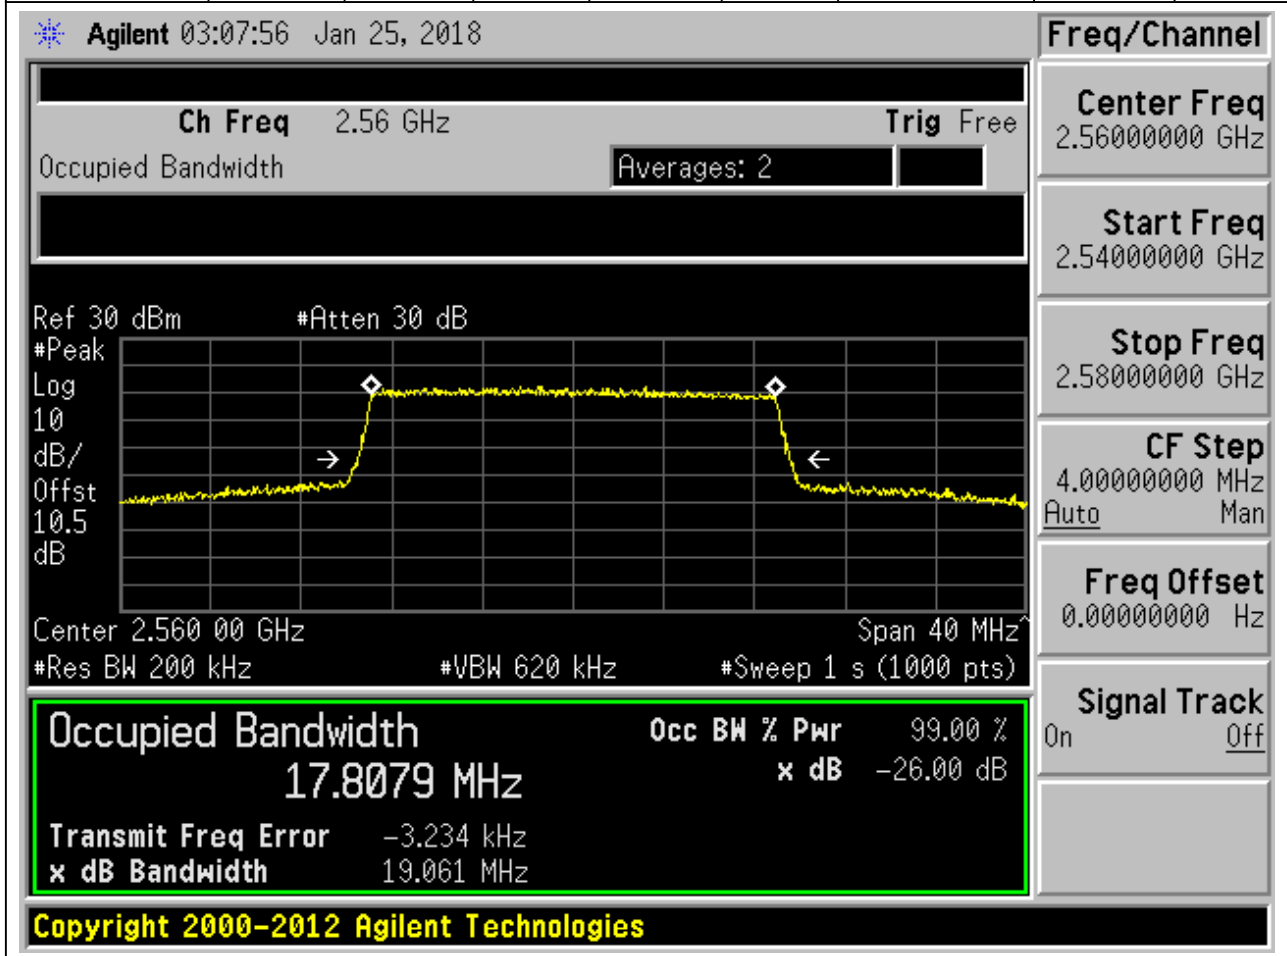 Agilent 03:07:56 Jan 25, 2018
Freq/Channel
Ch Freq 2.56 GHz Trig Free
Occupied Bandwidth Averages: 2
Center Freq
2.56000000 GHz
Start Freq
2.54000000 GHz
Stop Freq
2.58000000 GHz
CF Step
4.00000000 MHz
Auto Man
Freq Offset
0.00000000 Hz
Signal Track
On Off
Ref 30 dBm #Atten 30 dB
#Peak
Log
10
dB/
Offst
10.5
dB
Center 2.560 00 GHz Span 40 MHz^
#Res BW 200 kHz #VBW 620 kHz #Sweep 1 s (1000 pts)
Occupied Bandwidth Occ BW % Pwr 99.00 %
17.8079 MHz x dB -26.00 dB
Transmit Freq Error -3.234 kHz
x dB Bandwidth 19.061 MHz
Copyright 2000-2012 Agilent Technologies